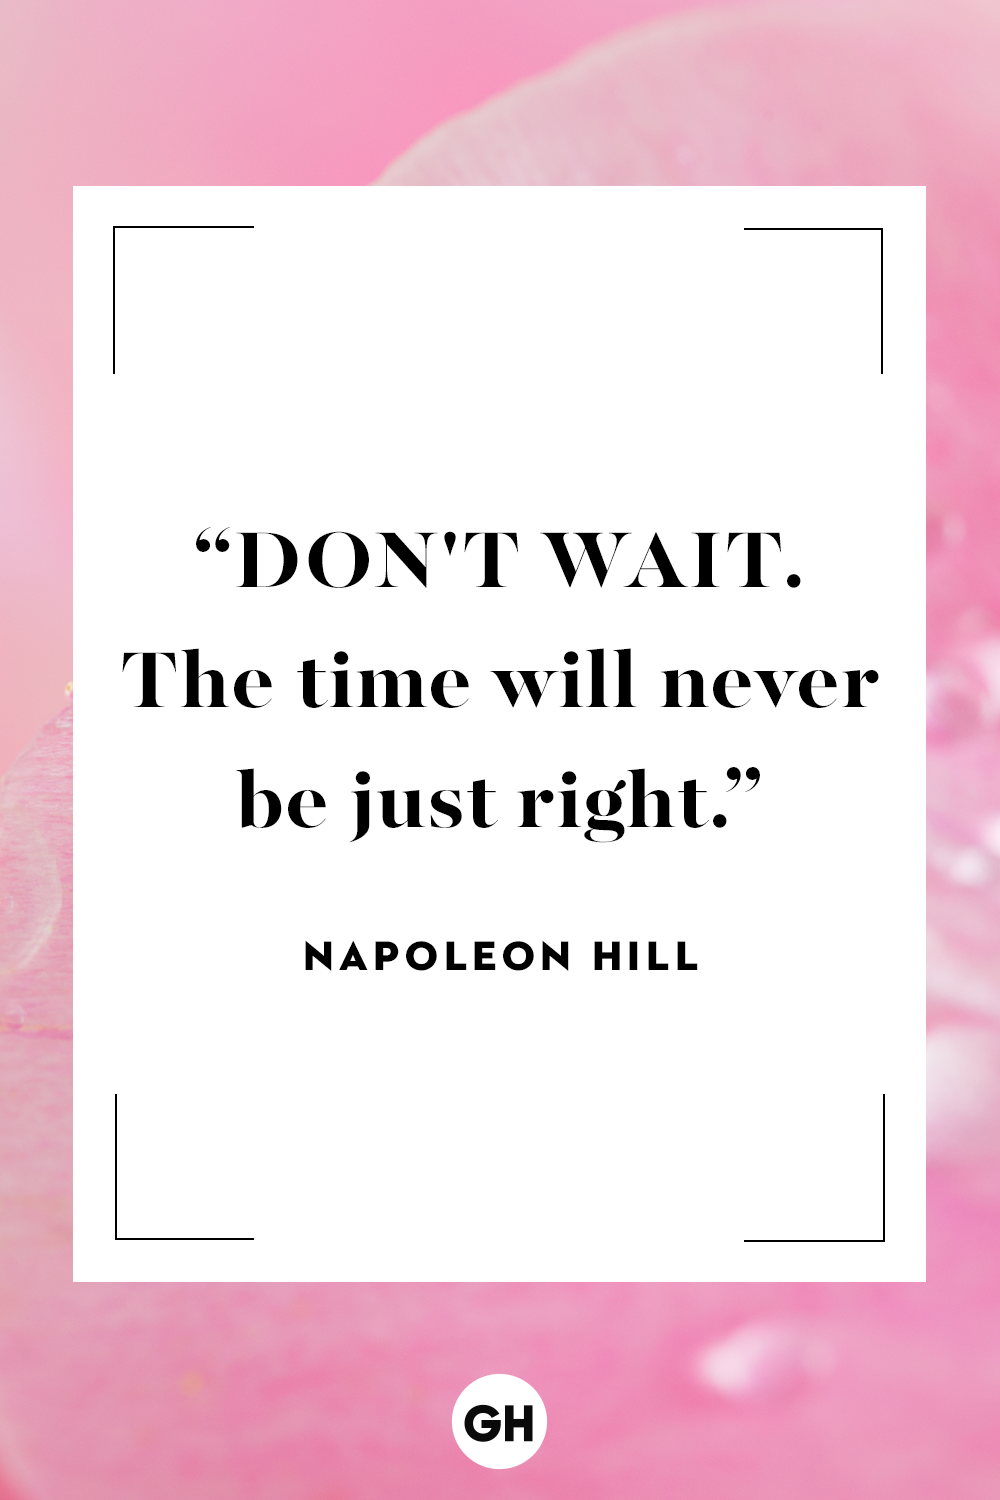 “DON'T WAIT.
The time will never
be just right.”
NAPOLEON HILL
GH